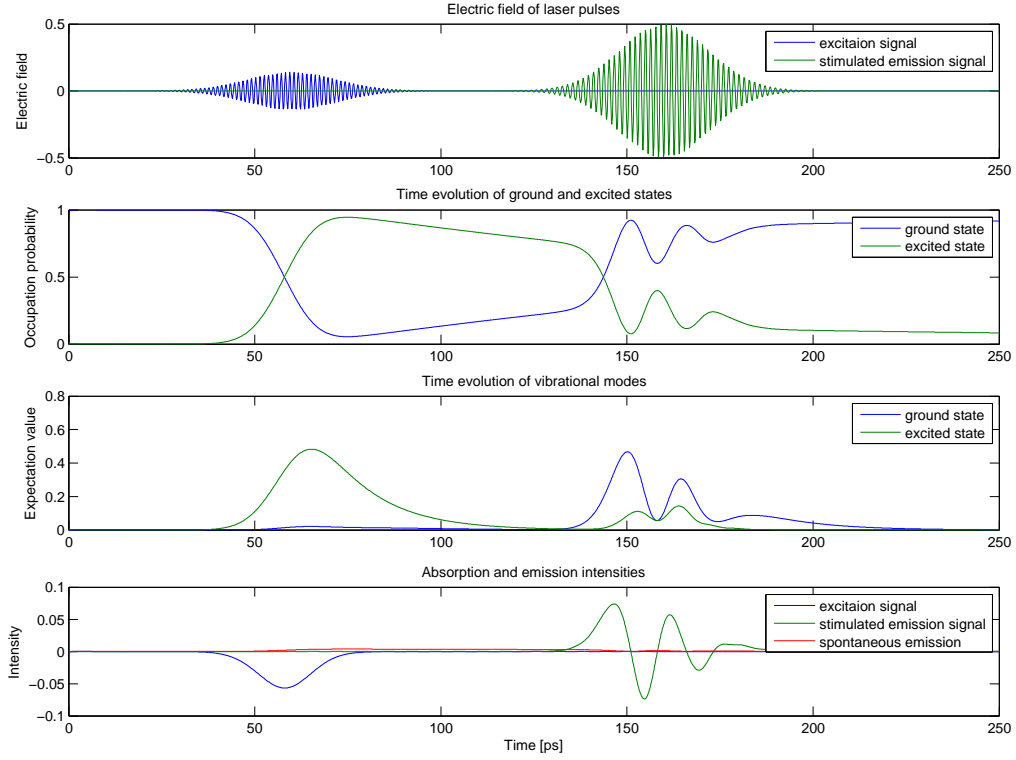 Electric field of laser pulses
Electric field
0.5
0
−0.5
0 50 100 150 200 250
excitaion signal
stimulated emission signal
Time evolution of ground and excited states
Occupation probability
1
0.5
0
0 50 100 150 200 250
ground state
excited state
Time evolution of vibrational modes
Expectation value
0.8
0.6
0.4
0.2
0
0 50 100 150 200 250
ground state
excited state
Absorption and emission intensities
Intensity
0.1
0.05
0
−0.05
−0.1
0 50 100 150 200 250
excitaion signal
stimulated emission signal
spontaneous emission
Time [ps]